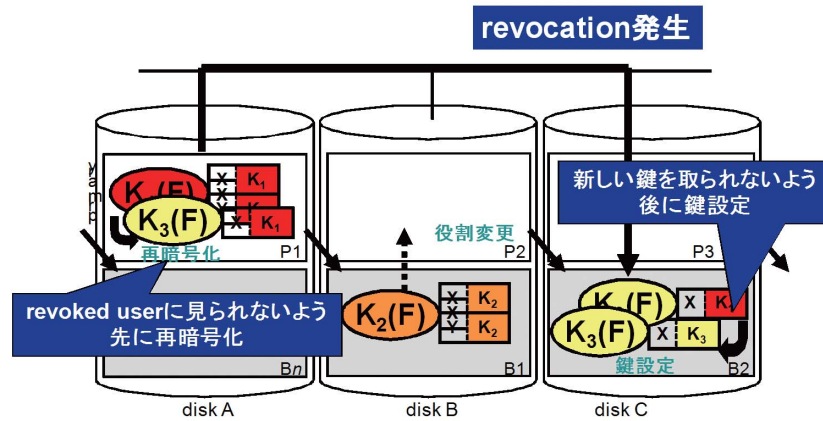 revocation発生
K₁
K₃(F)
X
X
X
K₁
再暗号化
P1
役割変更
P2
新しい鍵を取られないよう
後に鍵設定
P3
revoked userに見られないよう
先に再暗号化
Bn
K₂(F)
X
X
K₂
K₂
B1
K₃(F)
X
X
K₃
鍵設定
B2
disk A
disk B
disk C